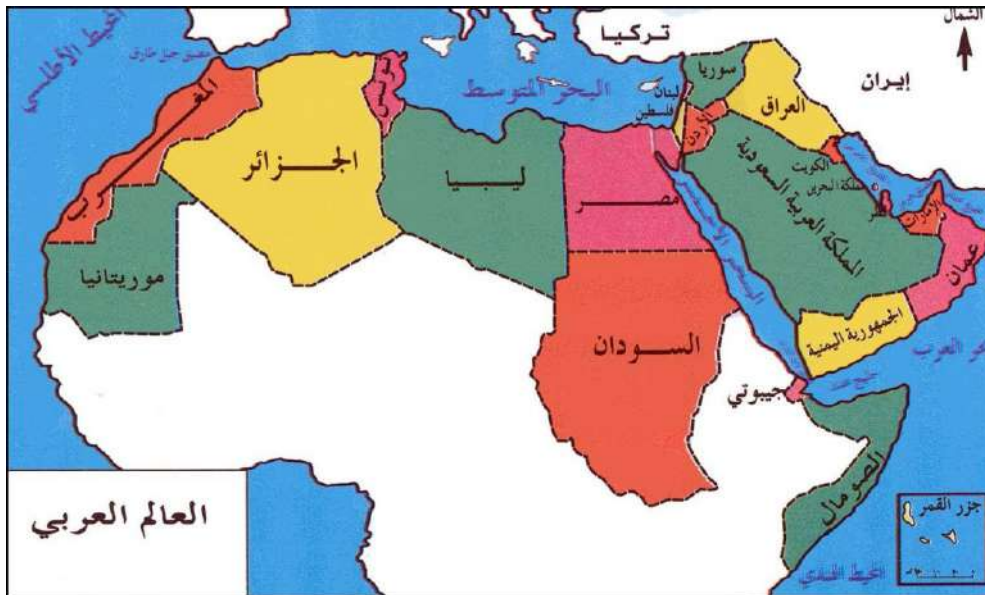 الشمال
المحيط الأطلسي
مضيق جبل طارق
تركيا
إيران
البحر المتوسط
سوريا
لبنان
فلسطين
الأردن
العراق
الكويت
مملكة البحرين
قطر
الإمارات
عمان
المملكة العربية السعودية
الجمهورية اليمنية
المغرب
الجزائر
تونس
ليبيا
مصر
البحر الأحمر
موريتانيا
السودان
جيبوتي
خليج عدن
الصومال
بحر العرب
المحيط الهندي
جزر القمر
العالم العربي